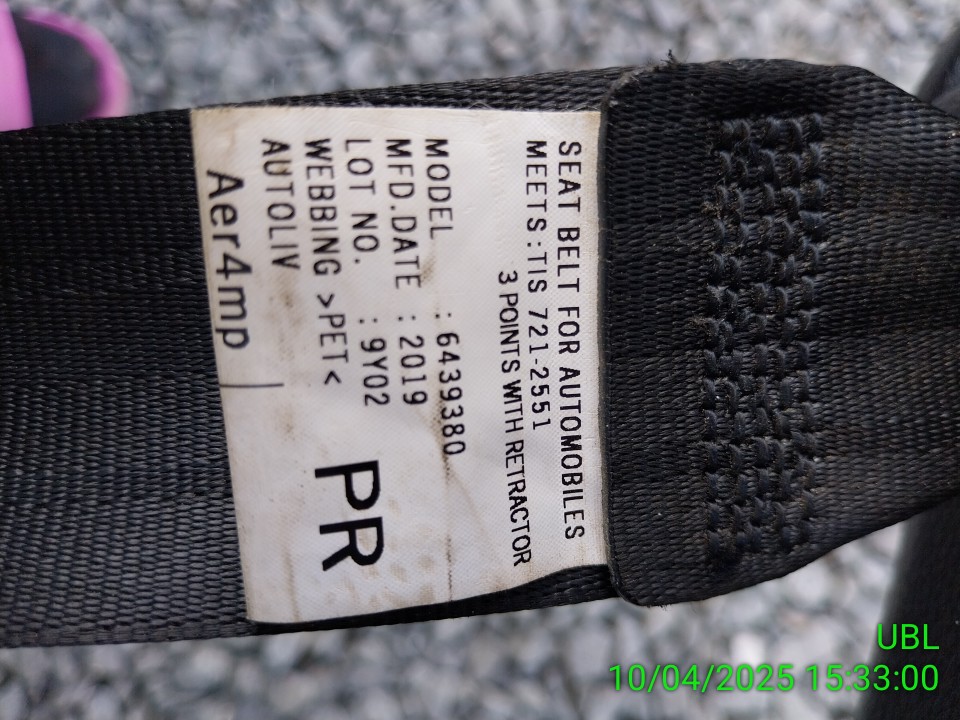 SEAT BELT FOR AUTOMOBILES
MEETS:TIS 721-2551
3 POINTS WITH RETRACTOR
MODEL : 6439380
MFD.DATE : 2019
LOT NO. : 9Y02
WEBBING >PET<
AUTOLIV
PR
Aer4mp
UBL
10/04/2025 15:33:00